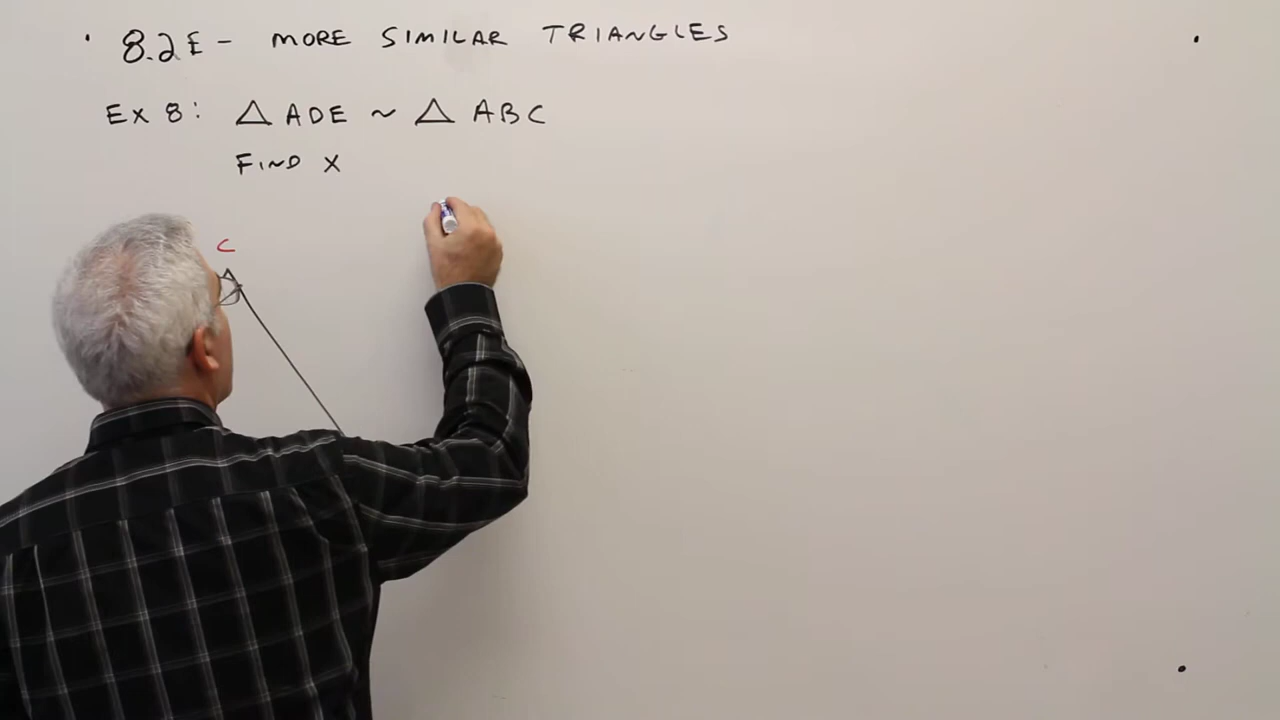 8.2E - MORE SIMILAR TRIANGLES
EX 8: △ ADE ~ △ ABC
FIND X
C